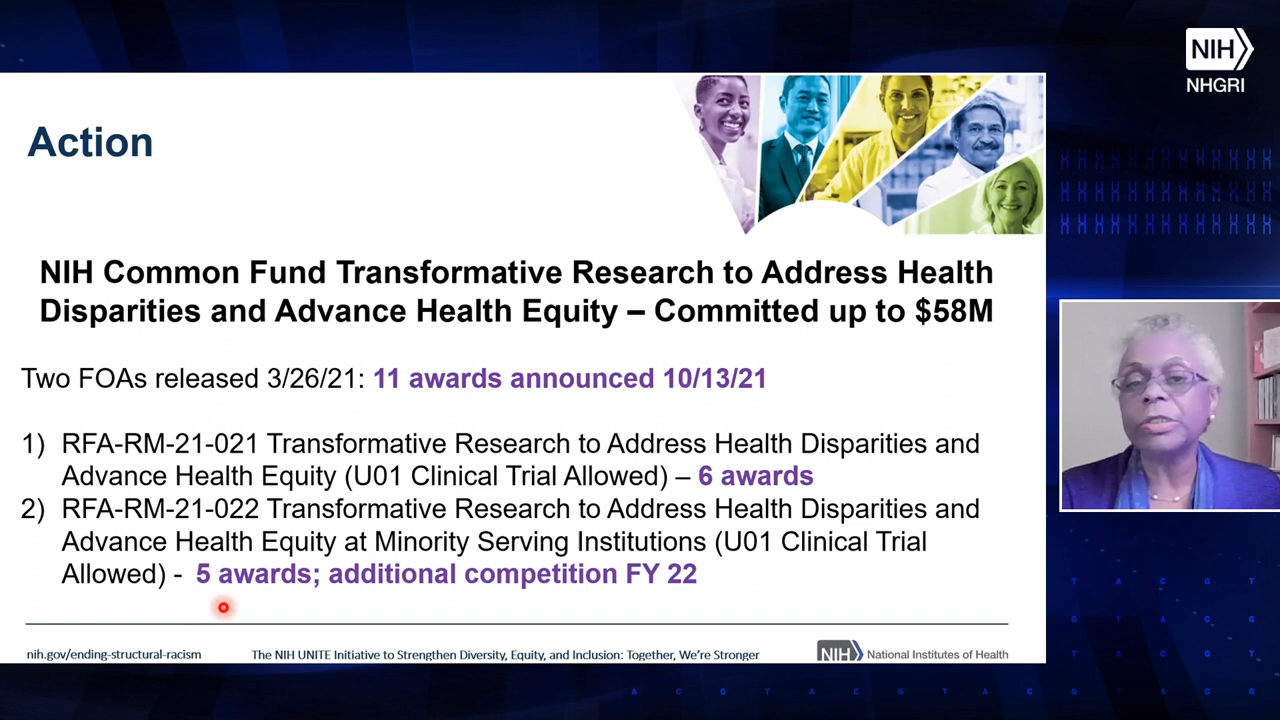 NIH
NHGRI
Action
NIH Common Fund Transformative Research to Address Health
Disparities and Advance Health Equity – Committed up to $58M
Two FOAs released 3/26/21: 11 awards announced 10/13/21
1) RFA-RM-21-021 Transformative Research to Address Health Disparities and
Advance Health Equity (U01 Clinical Trial Allowed) – 6 awards
2) RFA-RM-21-022 Transformative Research to Address Health Disparities and
Advance Health Equity at Minority Serving Institutions (U01 Clinical Trial
Allowed) - 5 awards; additional competition FY 22
nih.gov/ending-structural-racism
The NIH UNITE Initiative to Strengthen Diversity, Equity, and Inclusion: Together, We’re Stronger
NIH National Institutes of Health